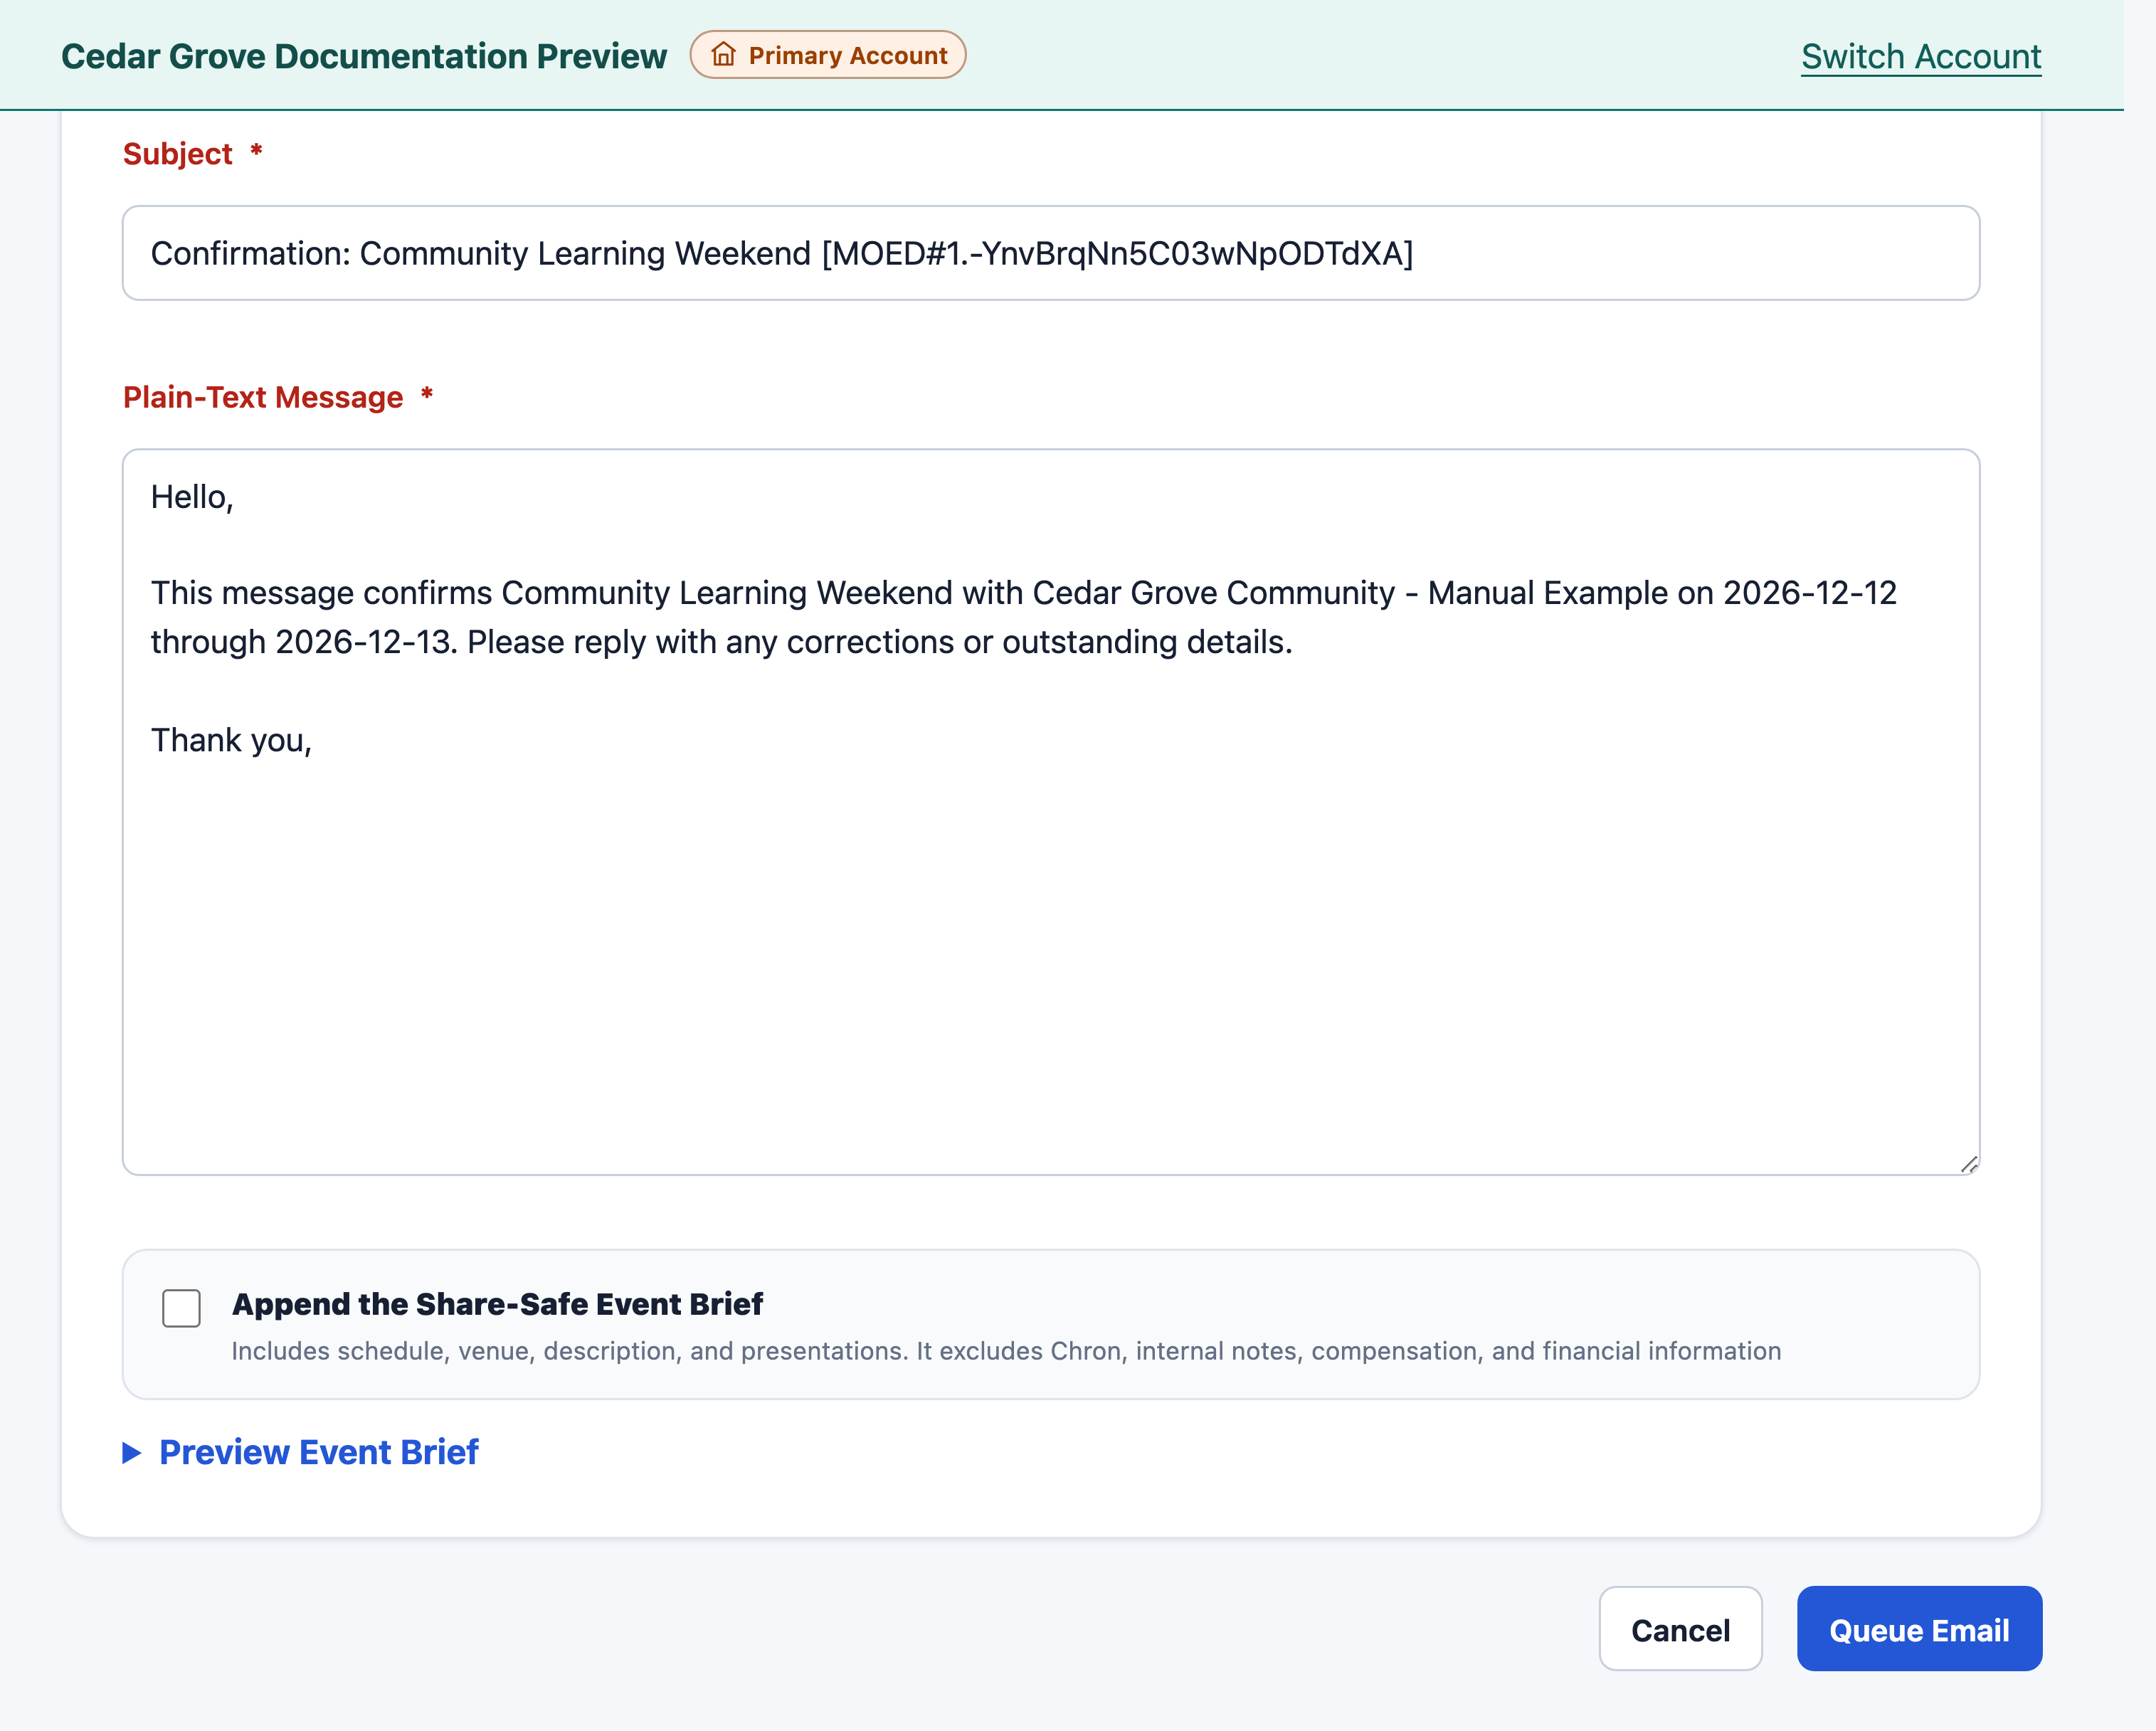 Cedar Grove Documentation Preview Primary Account Switch Account
Subject *
Confirmation: Community Learning Weekend [MOED#1.-YnvBrqNn5C03wNpODTdXA]
Plain-Text Message *
Hello,
This message confirms Community Learning Weekend with Cedar Grove Community - Manual Example on 2026-12-12
through 2026-12-13. Please reply with any corrections or outstanding details.
Thank you,
Append the Share-Safe Event Brief
Includes schedule, venue, description, and presentations. It excludes Chron, internal notes, compensation, and financial information
Preview Event Brief
Cancel Queue Email